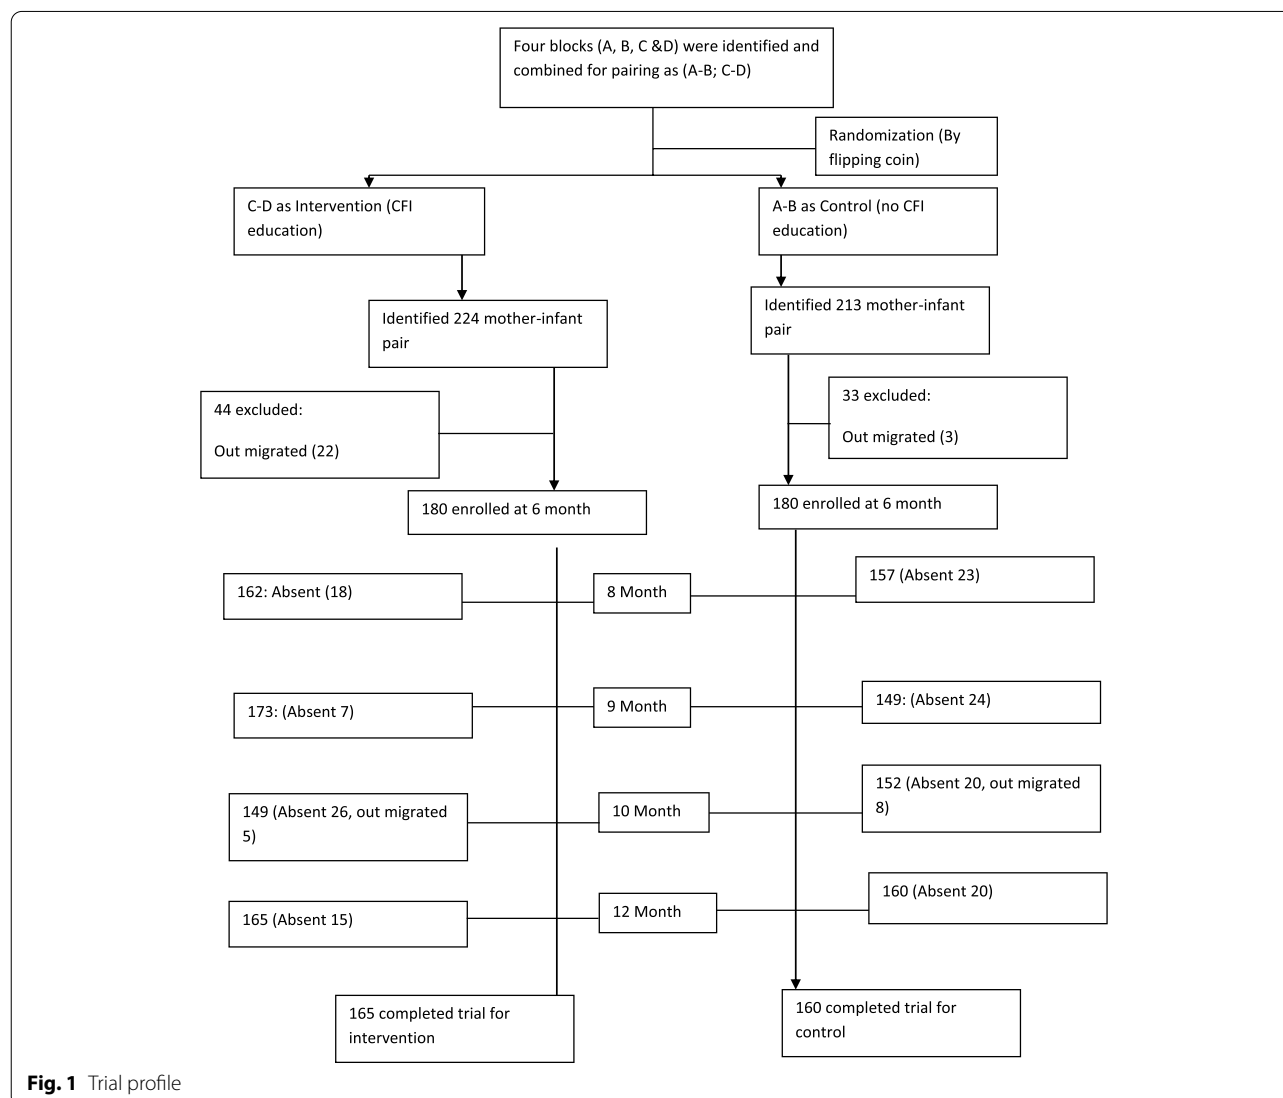 Four blocks (A, B, C &D) were identified and
combined for pairing as (A-B; C-D)
Randomization (By
flipping coin)
C-D as Intervention (CFI
education)
A-B as Control (no CFI
education)
Identified 224 mother-infant
pair
Identified 213 mother-infant
pair
44 excluded:
Out migrated (22)
33 excluded:
Out migrated (3)
180 enrolled at 6 month
180 enrolled at 6 month
162: Absent (18)
8 Month
157 (Absent 23)
173: (Absent 7)
9 Month
149: (Absent 24)
149 (Absent 26, out migrated
5)
10 Month
152 (Absent 20, out migrated
8)
165 (Absent 15)
12 Month
160 (Absent 20)
165 completed trial for
intervention
160 completed trial for
control
Fig. 1 Trial profile